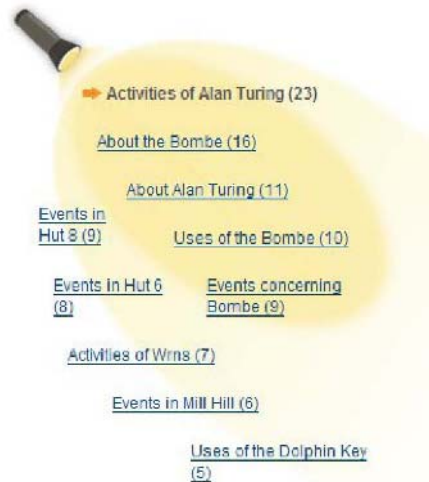 Activities of Alan Turing (23)
About the Bombe (16)
About Alan Turing (11)
Events in
Hut 8 (9)
Uses of the Bombe (10)
Events in Hut 6
(8)
Events concerning
Bombe (9)
Activities of Wrns (7)
Events in Mill Hill (6)
Uses of the Dolphin Key
(5)